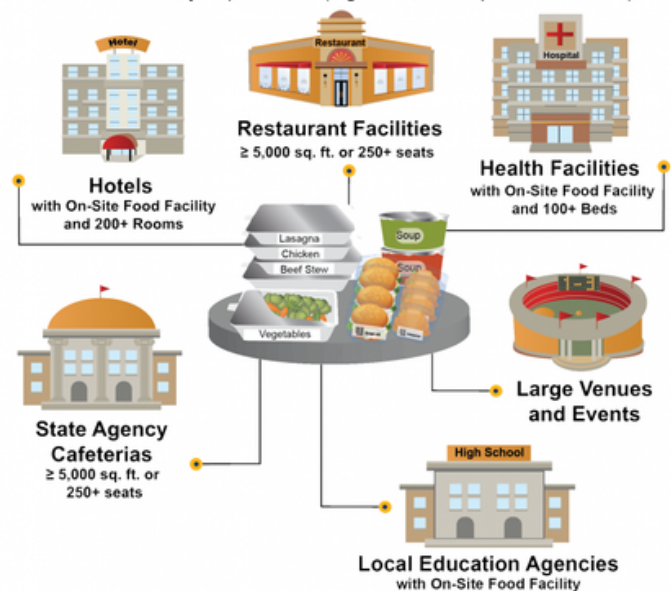 Hotel
Restaurant
Hospital
Restaurant Facilities
≥ 5,000 sq. ft. or 250+ seats
Health Facilities
with On-Site Food Facility
and 100+ Beds
Hotels
with On-Site Food Facility
and 200+ Rooms
Lasagna
Chicken
Beef Stew
Vegetables
Soup
Soup
1-3
Large Venues
and Events
State Agency
Cafeterias
≥ 5,000 sq. ft. or
250+ seats
High School
Local Education Agencies
with On-Site Food Facility